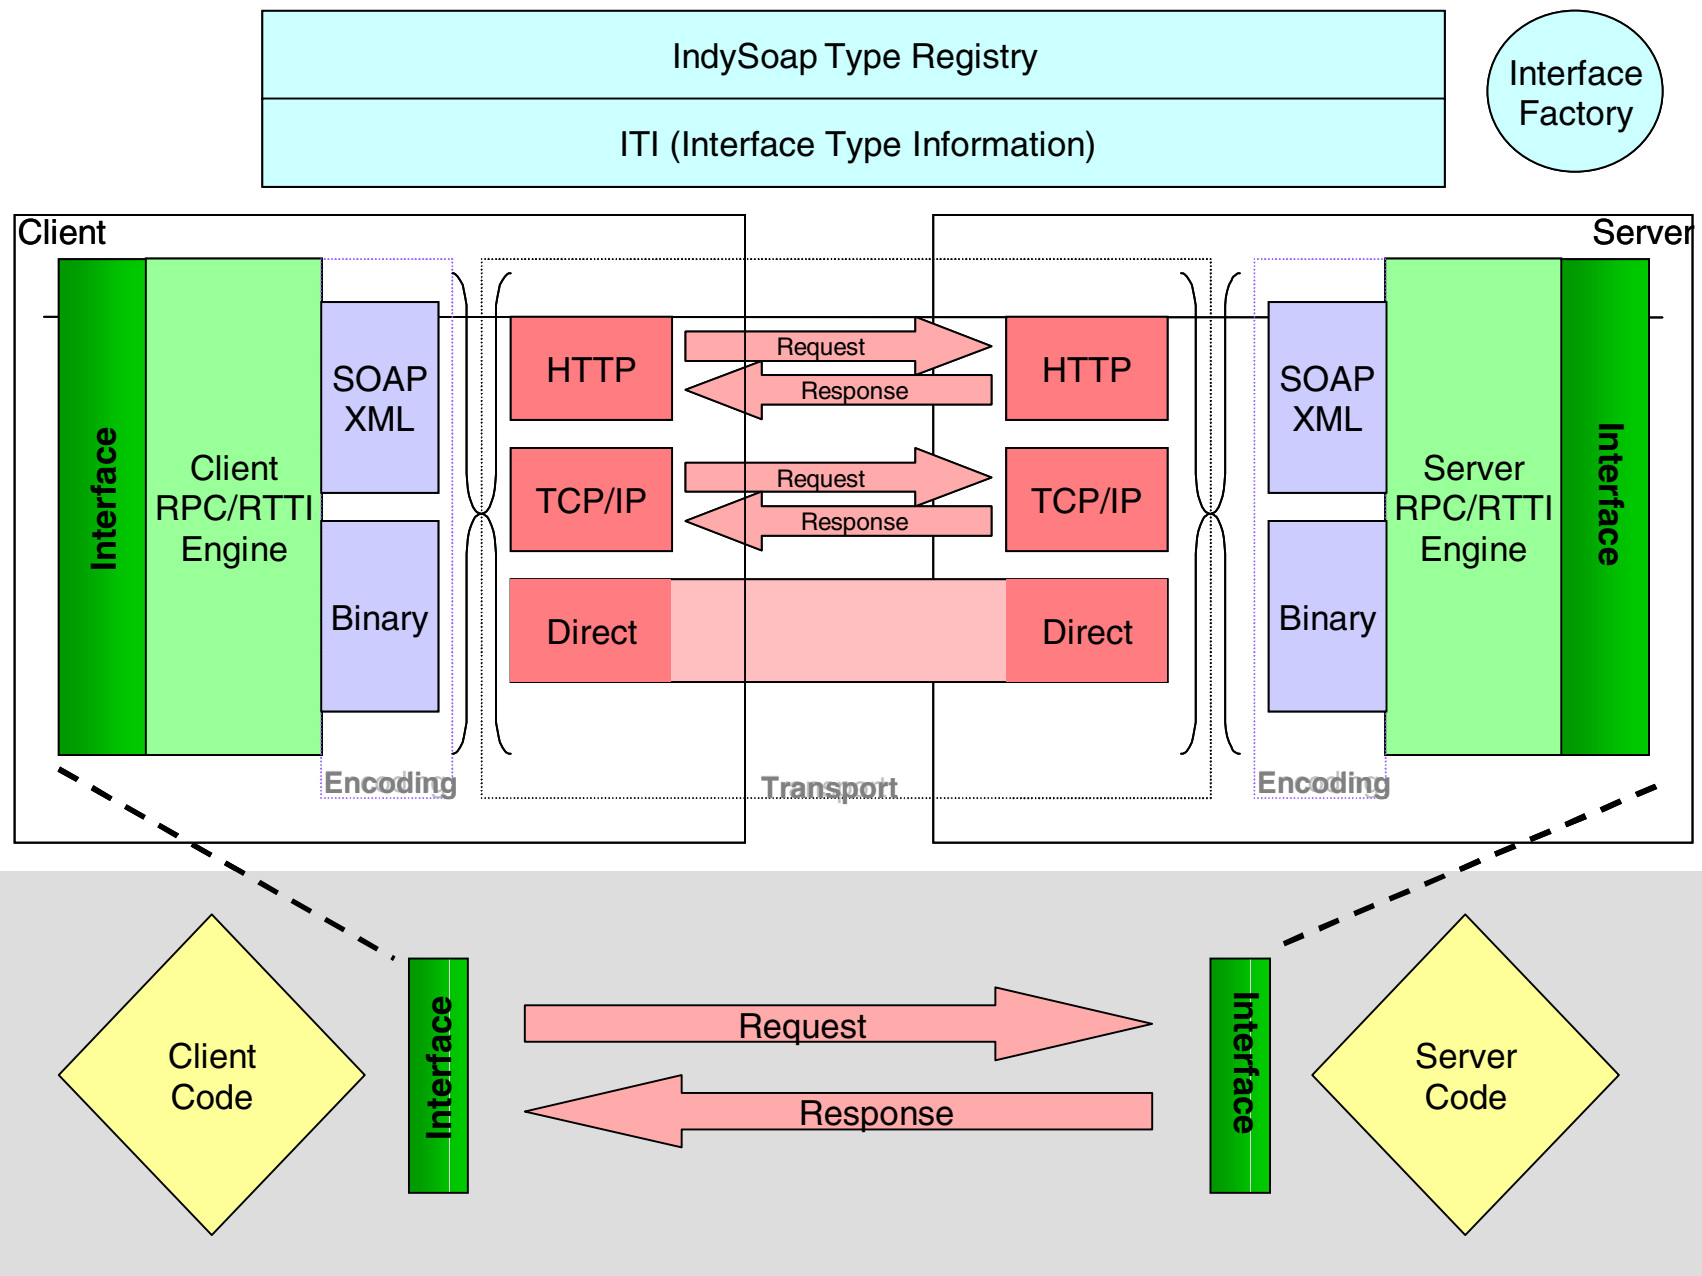 IndySoap Type Registry
ITI (Interface Type Information)
Interface
Factory
Client
Server
Interface
Client
RPC/RTTI
Engine
SOAP
XML
Binary
Encoding
HTTP
Request
Response
HTTP
TCP/IP
Request
Response
TCP/IP
Direct
Direct
Transport
SOAP
XML
Binary
Encoding
Server
RPC/RTTI
Engine
Interface
Client
Code
Interface
Request
Response
Interface
Server
Code